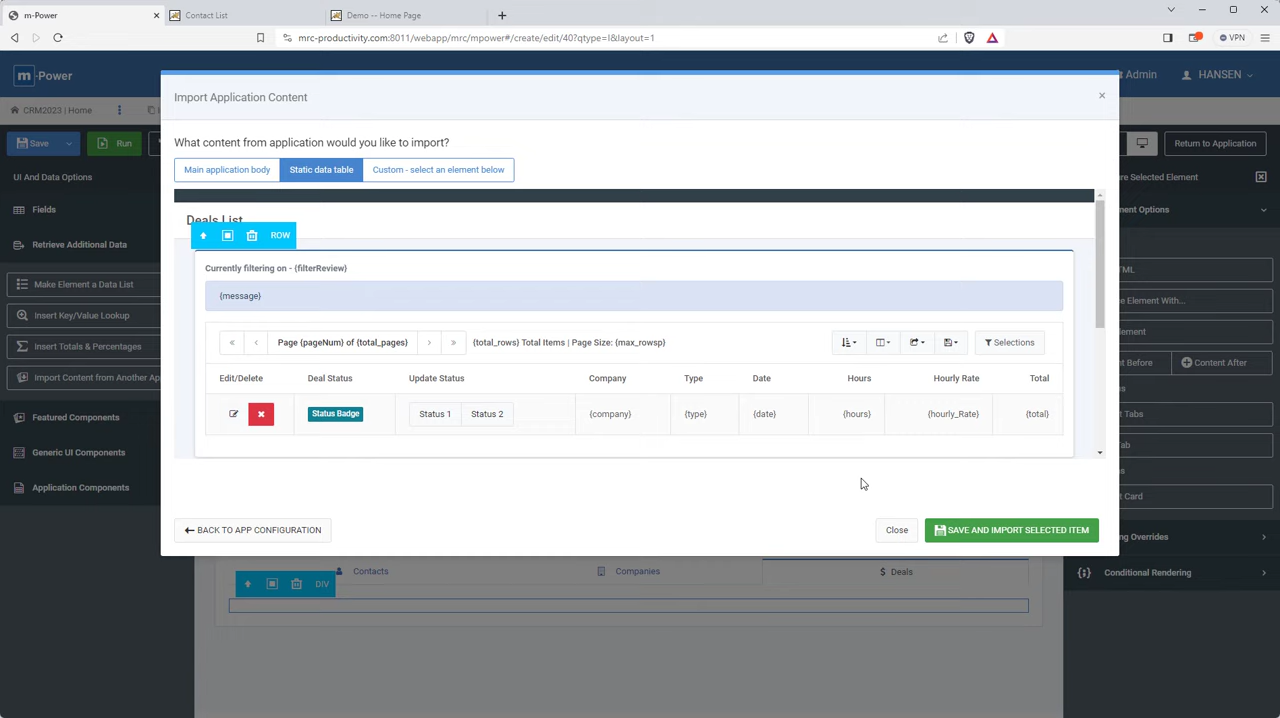 m-Power
Contact List
Demo -- Home Page
mrc-productivity.com:8011/webapp/mrc/mpower#/create/edit/40?qtype=I&layout=1
VPN
m -Power
Admin
HANSEN
CRM2023 | Home
Save
Run
Return to Application
UI And Data Options
Fields
Retrieve Additional Data
Make Element a Data List
Insert Key/Value Lookup
Insert Totals & Percentages
Import Content from Another Ap
Featured Components
Generic UI Components
Application Components
Import Application Content
×
What content from application would you like to import?
Main application body
Static data table
Custom - select an element below
Deals List
ROW
Currently filtering on - {filterReview}
{message}
« ‹ Page {pageNum} of {total_pages} › »
{total_rows} Total Items | Page Size: {max_rowsp}
Selections
Edit/Delete Deal Status Update Status Company Type Date Hours Hourly Rate Total
Status Badge Status 1 Status 2 {company} {type} {date} {hours} {hourly_Rate} {total}
BACK TO APP CONFIGURATION
Close
SAVE AND IMPORT SELECTED ITEM
Contacts
Companies
$ Deals
DIV
re Selected Element
ment Options
TML
e Element With...
lement
nt Before
Content After
s
t Tabs
ab
s
t Card
ng Overrides
{i} Conditional Rendering